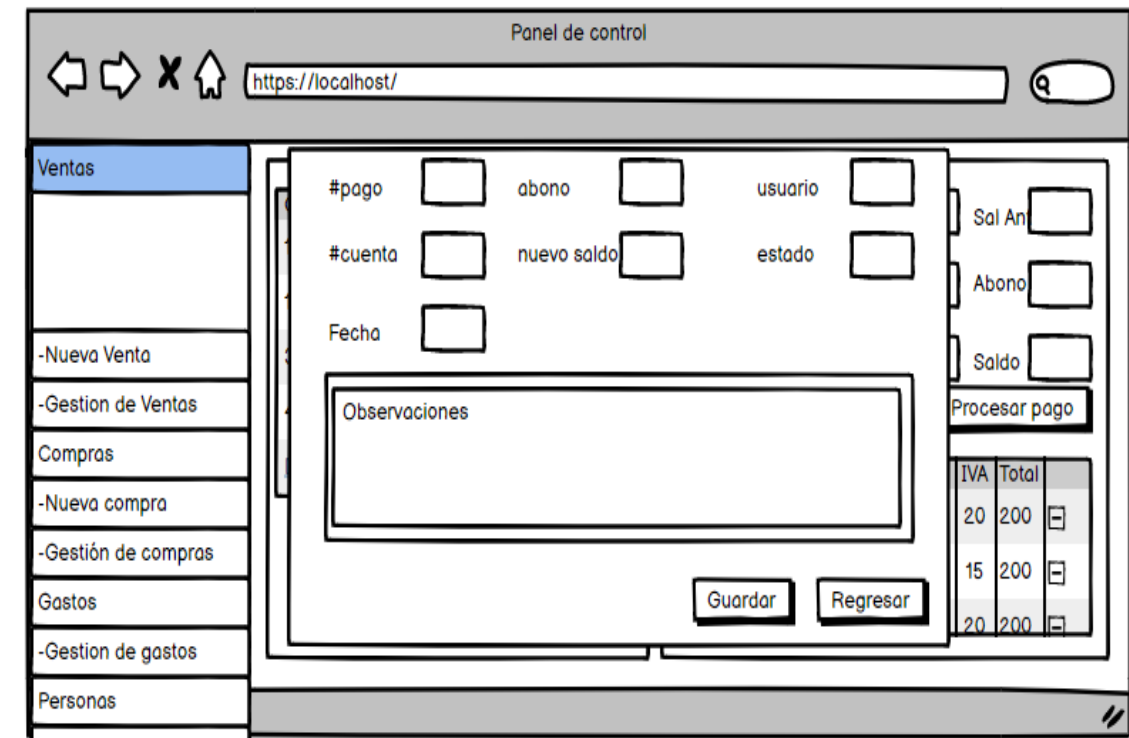 Panel de control
https://localhost/
Ventas
-Nueva Venta
-Gestion de Ventas
Compras
-Nueva compra
-Gestión de compras
Gastos
-Gestion de gastos
Personas
#pago abono usuario
#cuenta nuevo saldo estado
Fecha
Observaciones
Guardar Regresar
Sal Ant
Abono
Saldo
Procesar pago
IVA Total
20 200
15 200
20 200